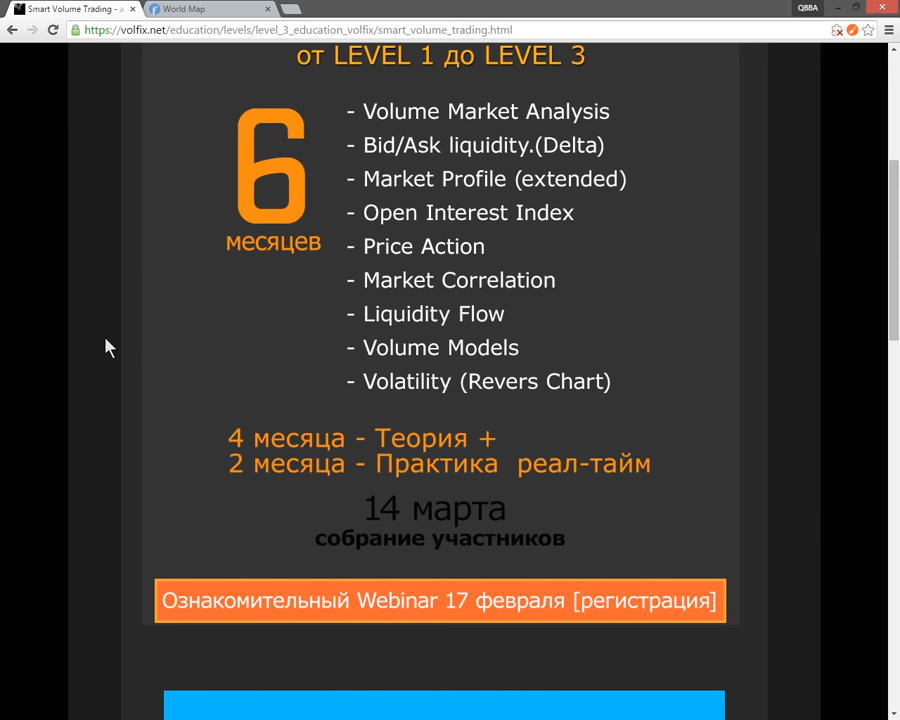 Smart Volume Trading - a
World Map
QBBA
https://volfix.net/education/levels/level_3_education_volfix/smart_volume_trading.html
от LEVEL 1 до LEVEL 3
6
месяцев
- Volume Market Analysis
- Bid/Ask liquidity.(Delta)
- Market Profile (extended)
- Open Interest Index
- Price Action
- Market Correlation
- Liquidity Flow
- Volume Models
- Volatility (Revers Chart)
4 месяца - Теория +
2 месяца - Практика реал-тайм
14 марта
собрание участников
Ознакомительный Webinar 17 февраля [регистрация]